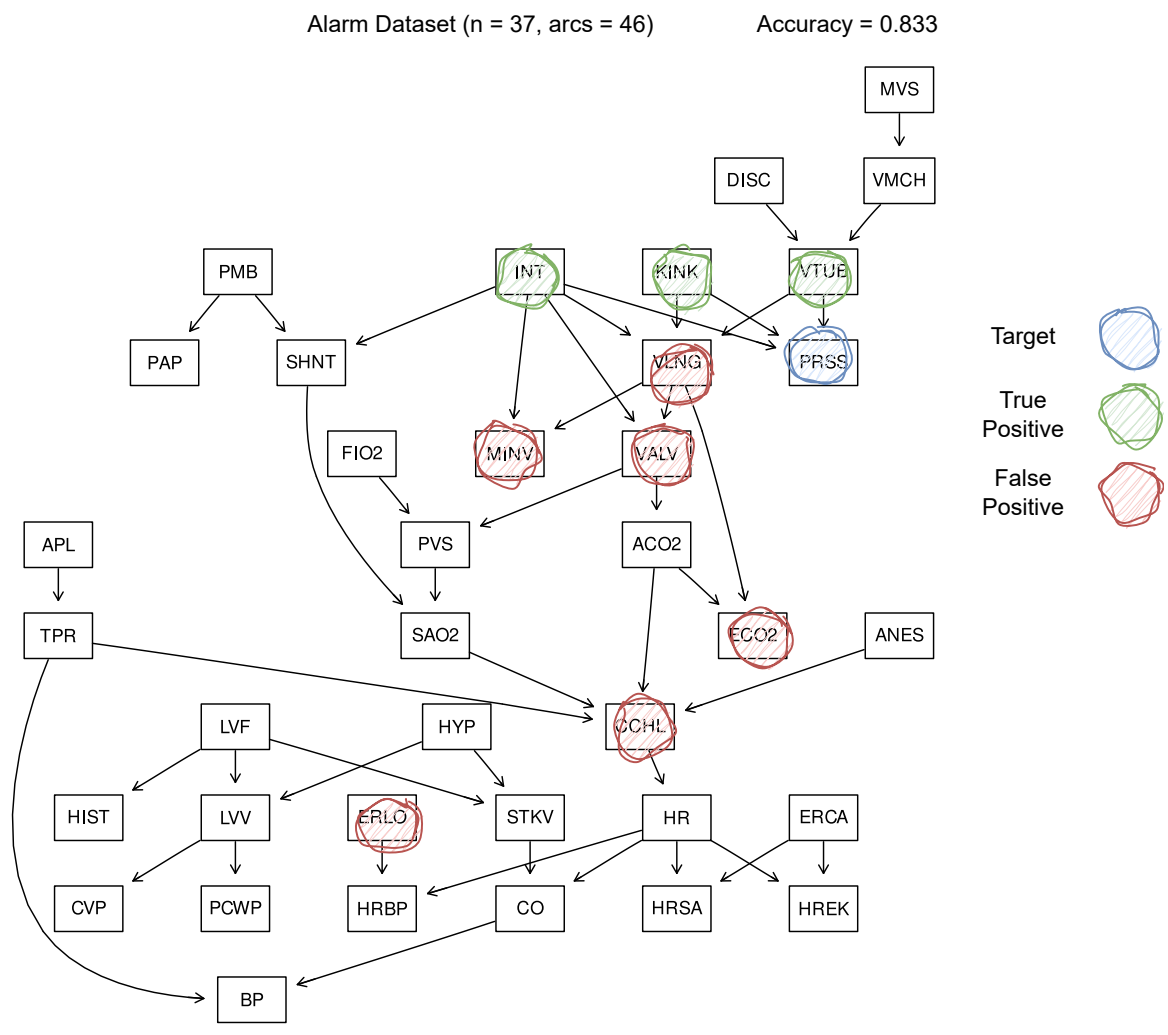 Alarm Dataset (n = 37, arcs = 46) Accuracy = 0.833
MVS
DISC VMCH
PMB INT KINK VTUB
PAP SHNT VLNG PRSS
Target
True
Positive
False
Positive
FIO2 MINV VALV
APL PVS ACO2
TPR SAO2 ECO2 ANES
LVF HYP CCHL
HIST LVV ERLO STKV HR ERCA
CVP PCWP HRBP CO HRSA HREK
BP